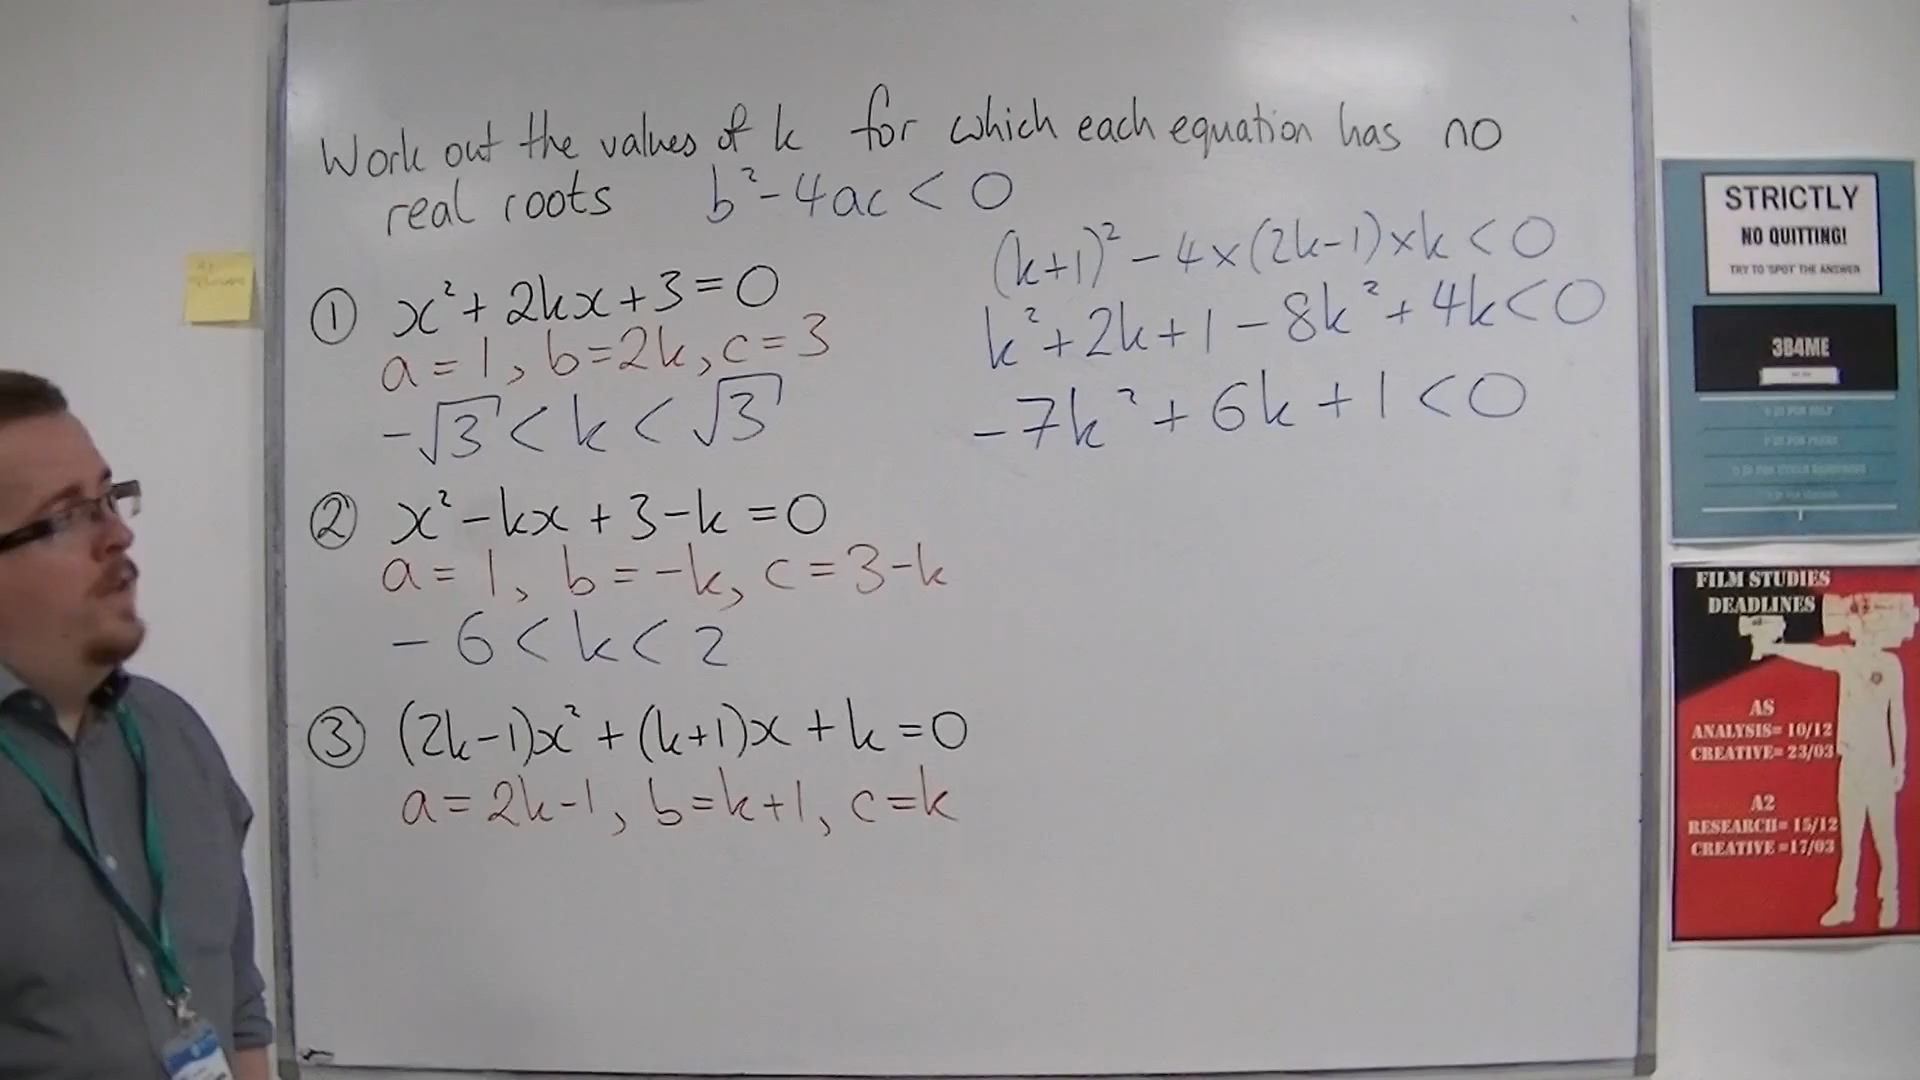 Work out the values of k for which each equation has no
real roots b² - 4ac < 0
① x² + 2kx + 3 = 0
a = 1, b = 2k, c = 3
-√3 < k < √3
② x² - kx + 3 - k = 0
a = 1, b = -k, c = 3 - k
- 6 < k < 2
③ (2k-1)x² + (k+1)x + k = 0
a = 2k-1, b = k+1, c = k
(k+1)² - 4 × (2k-1) × k < 0
k² + 2k + 1 - 8k² + 4k < 0
-7k² + 6k + 1 < 0
STRICTLY
NO QUITTING!
TRY TO 'SPOT' THE ANSWER
3B4ME
FILM STUDIES
DEADLINES
AS
ANALYSIS= 10/12
CREATIVE= 23/03
A2
RESEARCH= 15/12
CREATIVE =17/03